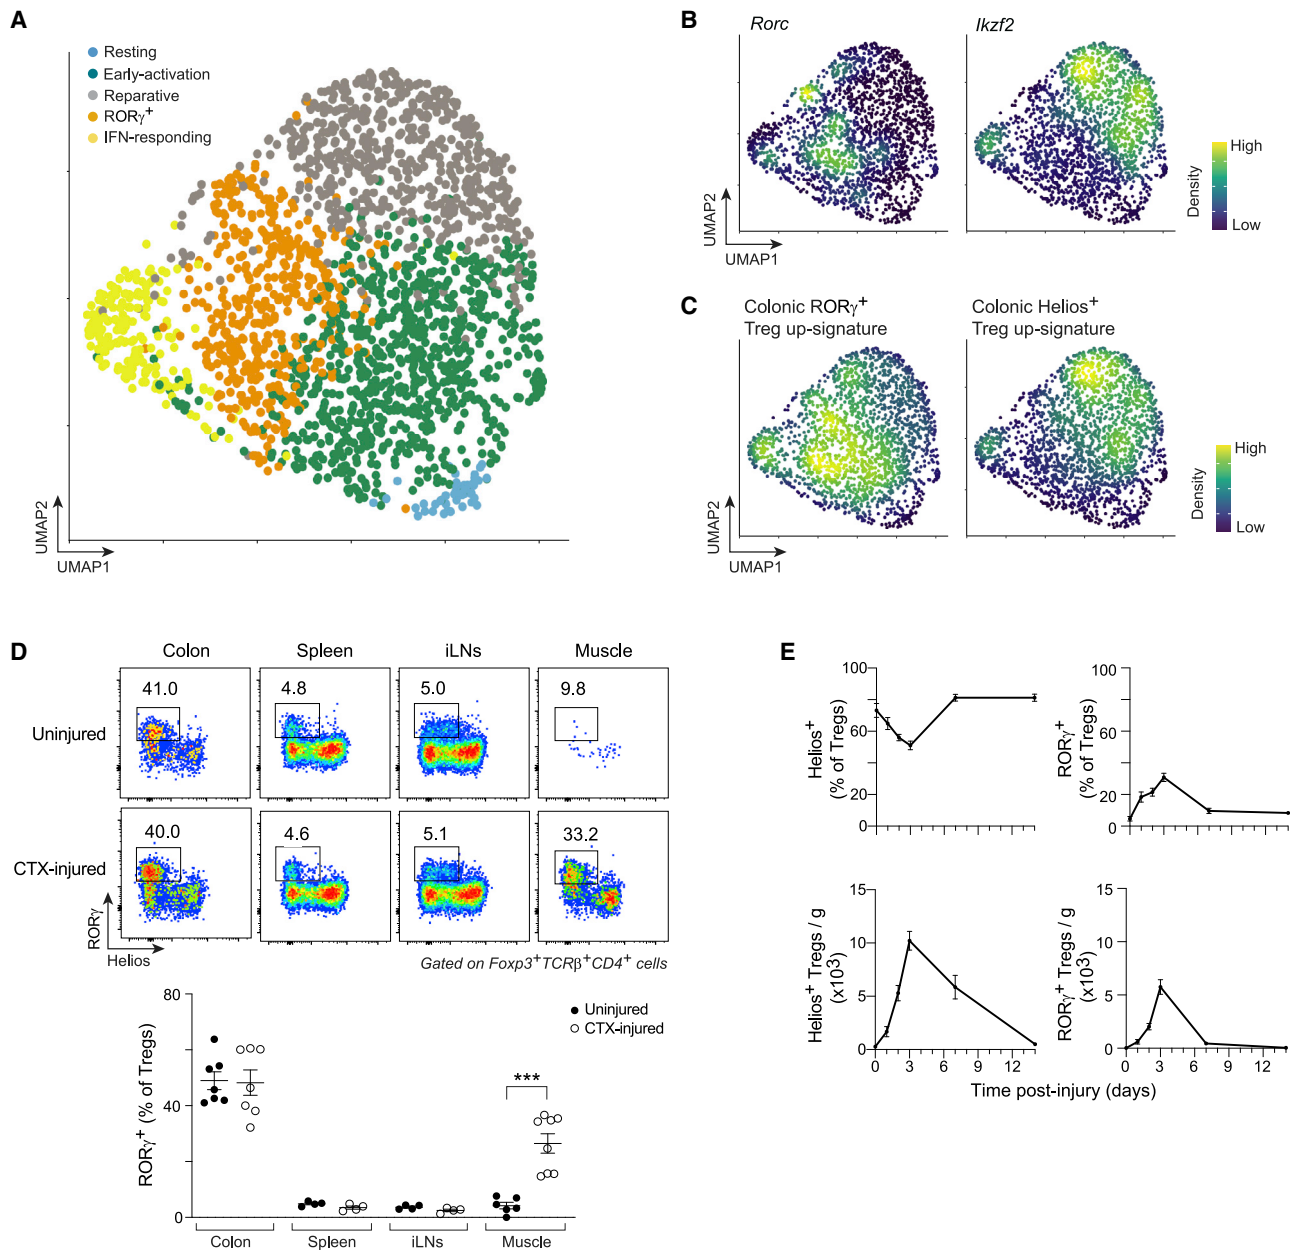 A
Resting
Early-activation
Reparative
RORγ+
IFN-responding
UMAP2
UMAP1
B
Rorc
Ikzf2
UMAP2
UMAP1
Density
High
Low
C
Colonic RORγ+
Treg up-signature
Colonic Helios+
Treg up-signature
UMAP2
UMAP1
Density
High
Low
D
Colon
Spleen
iLNs
Muscle
Uninjured
41.0
4.8
5.0
9.8
CTX-injured
40.0
4.6
5.1
33.2
RORγ
Helios
Gated on Foxp3+TCRβ+CD4+ cells
RORγ+ (% of Tregs)
80
40
0
Uninjured
CTX-injured
***
Colon
Spleen
iLNs
Muscle
E
Helios+
(% of Tregs)
100
60
20
0
RORγ+
(% of Tregs)
100
60
20
0
Helios+ Tregs / g
(x103)
15
10
5
0
0 3 6 9 12
RORγ+ Tregs / g
(x103)
15
10
5
0
0 3 6 9 12
Time post-injury (days)